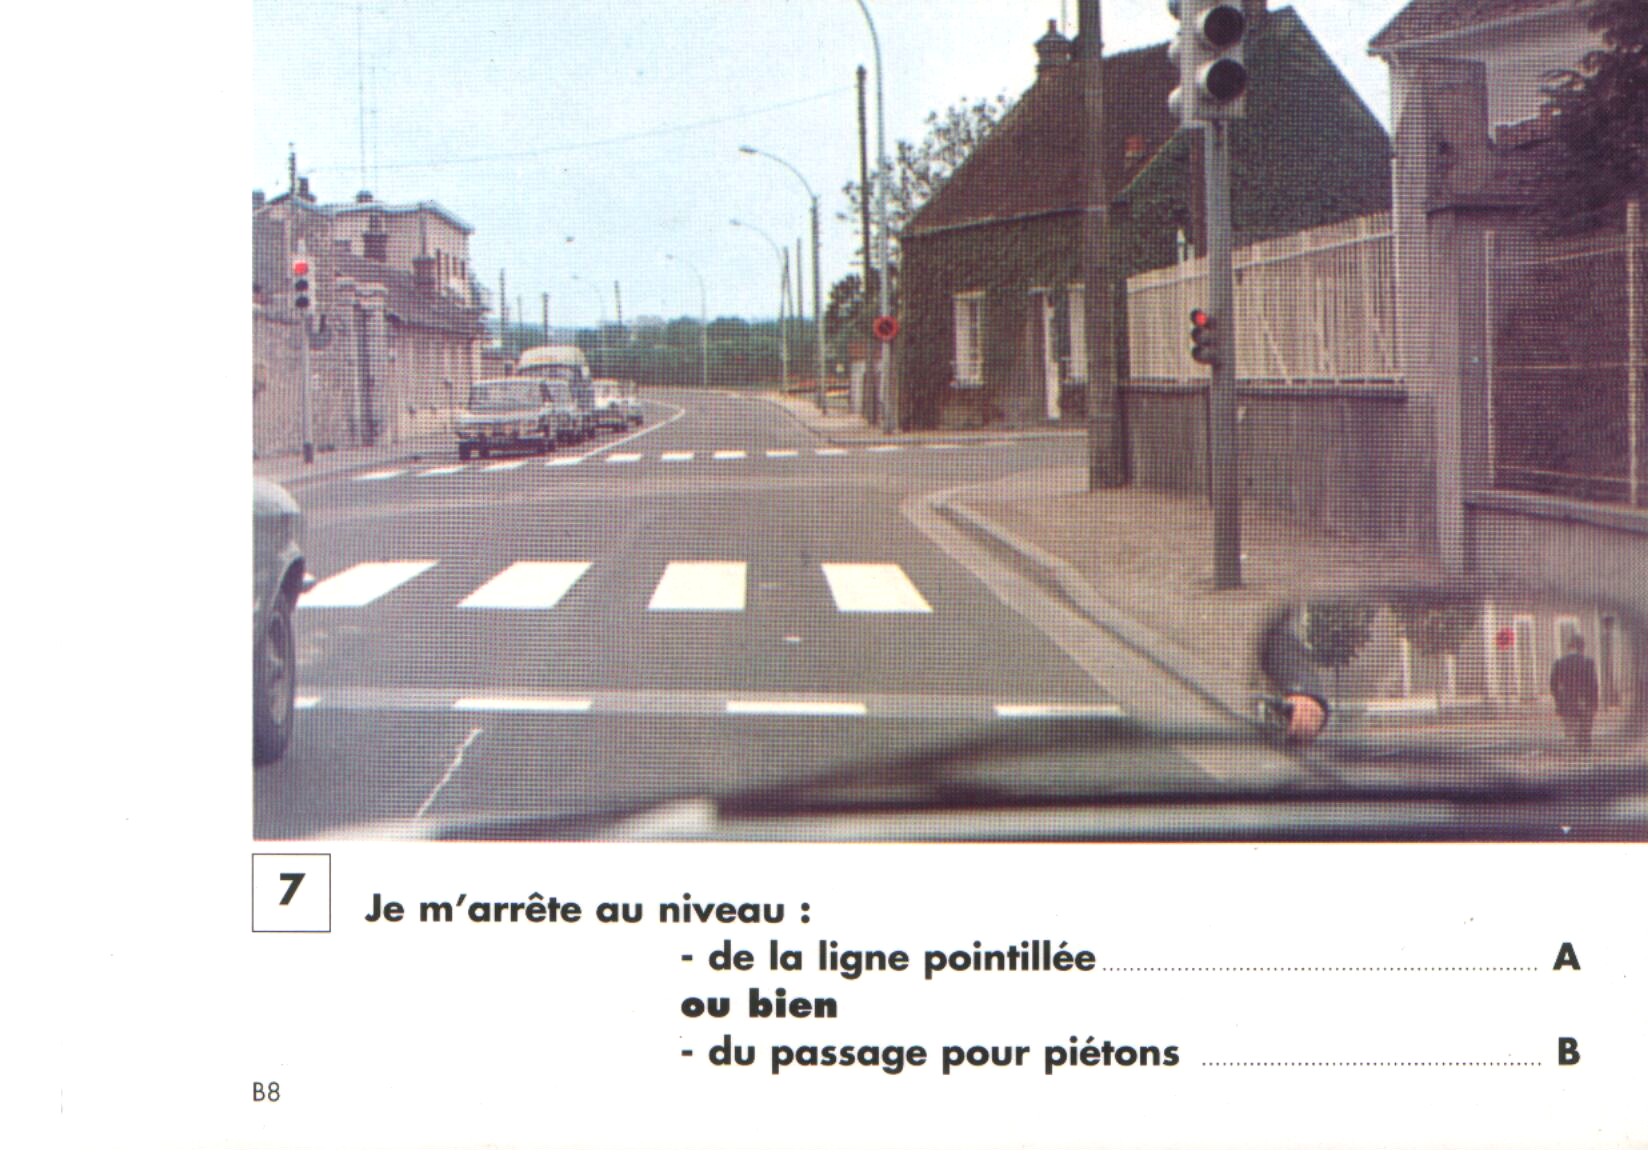 7
Je m'arrête au niveau :
- de la ligne pointillée A
ou bien
- du passage pour piétons B
B8